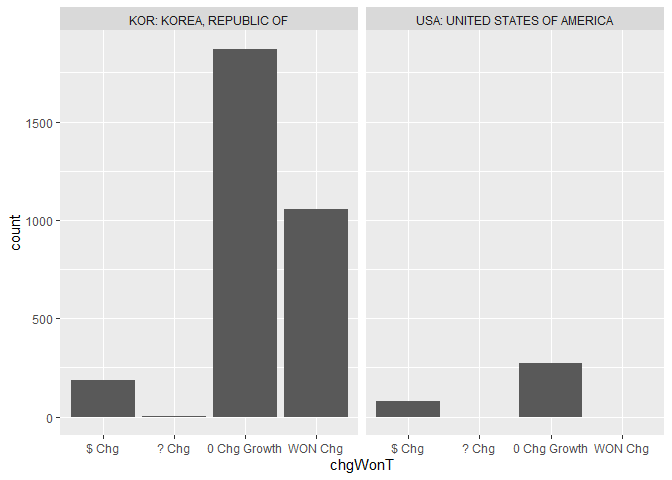 KOR: KOREA, REPUBLIC OF
USA: UNITED STATES OF AMERICA
count
1500
1000
500
0
$ Chg
? Chg
0 Chg Growth
WON Chg
$ Chg
? Chg
0 Chg Growth
WON Chg
chgWonT